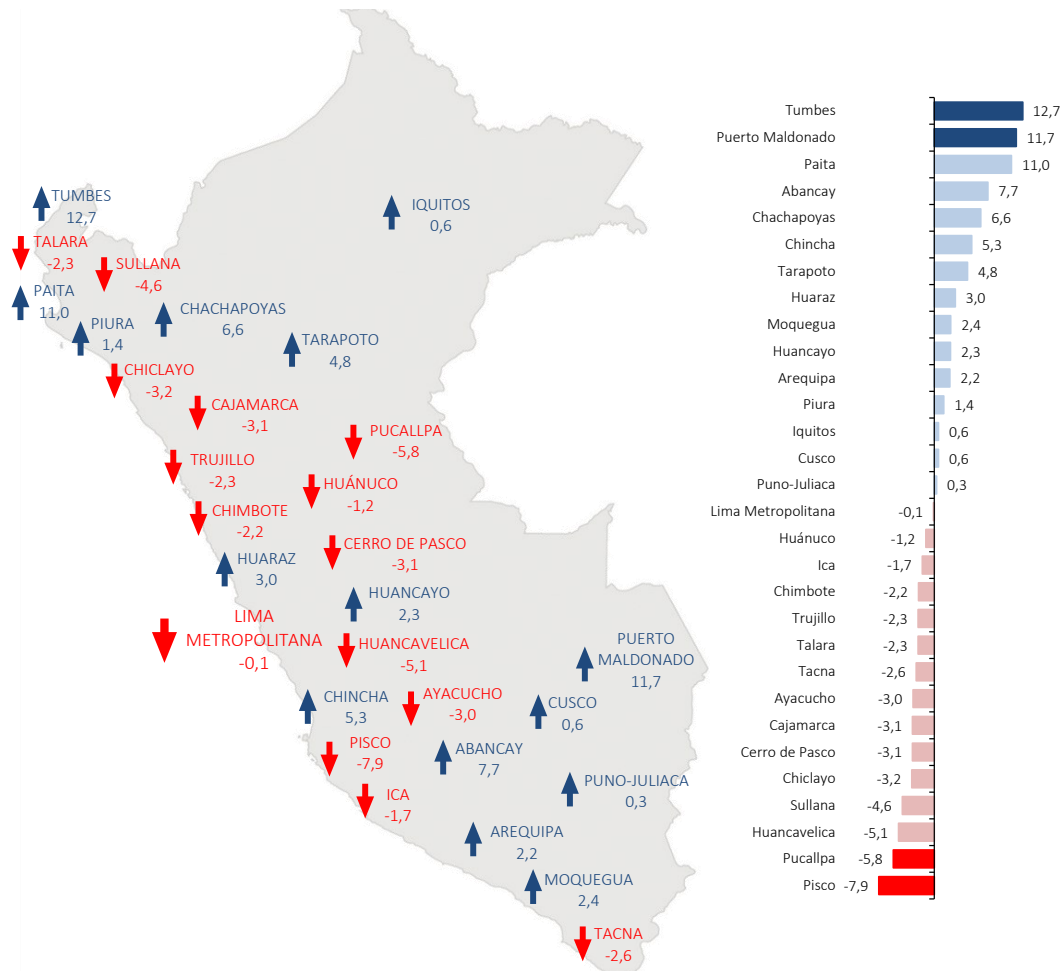 TUMBES
12,7
TALARA
-2,3
SULLANA
-4,6
PAITA
11,0
PIURA
1,4
CHACHAPOYAS
6,6
IQUITOS
0,6
TARAPOTO
4,8
CHICLAYO
-3,2
CAJAMARCA
-3,1
PUCALLPA
-5,8
TRUJILLO
-2,3
HUÁNUCO
-1,2
CHIMBOTE
-2,2
CERRO DE PASCO
-3,1
HUARAZ
3,0
HUANCAYO
2,3
LIMA
METROPOLITANA
-0,1
HUANCAVELICA
-5,1
PUERTO
MALDONADO
11,7
CHINCHA
5,3
AYACUCHO
-3,0
CUSCO
0,6
PISCO
-7,9
ABANCAY
7,7
PUNO-JULIACA
0,3
ICA
-1,7
AREQUIPA
2,2
MOQUEGUA
2,4
TACNA
-2,6
Tumbes 12,7
Puerto Maldonado 11,7
Paita 11,0
Abancay 7,7
Chachapoyas 6,6
Chincha 5,3
Tarapoto 4,8
Huaraz 3,0
Moquegua 2,4
Huancayo 2,3
Arequipa 2,2
Piura 1,4
Iquitos 0,6
Cusco 0,6
Puno-Juliaca 0,3
Lima Metropolitana -0,1
Huánuco -1,2
Ica -1,7
Chimbote -2,2
Trujillo -2,3
Talara -2,3
Tacna -2,6
Ayacucho -3,0
Cajamarca -3,1
Cerro de Pasco -3,1
Chiclayo -3,2
Sullana -4,6
Huancavelica -5,1
Pucallpa -5,8
Pisco -7,9